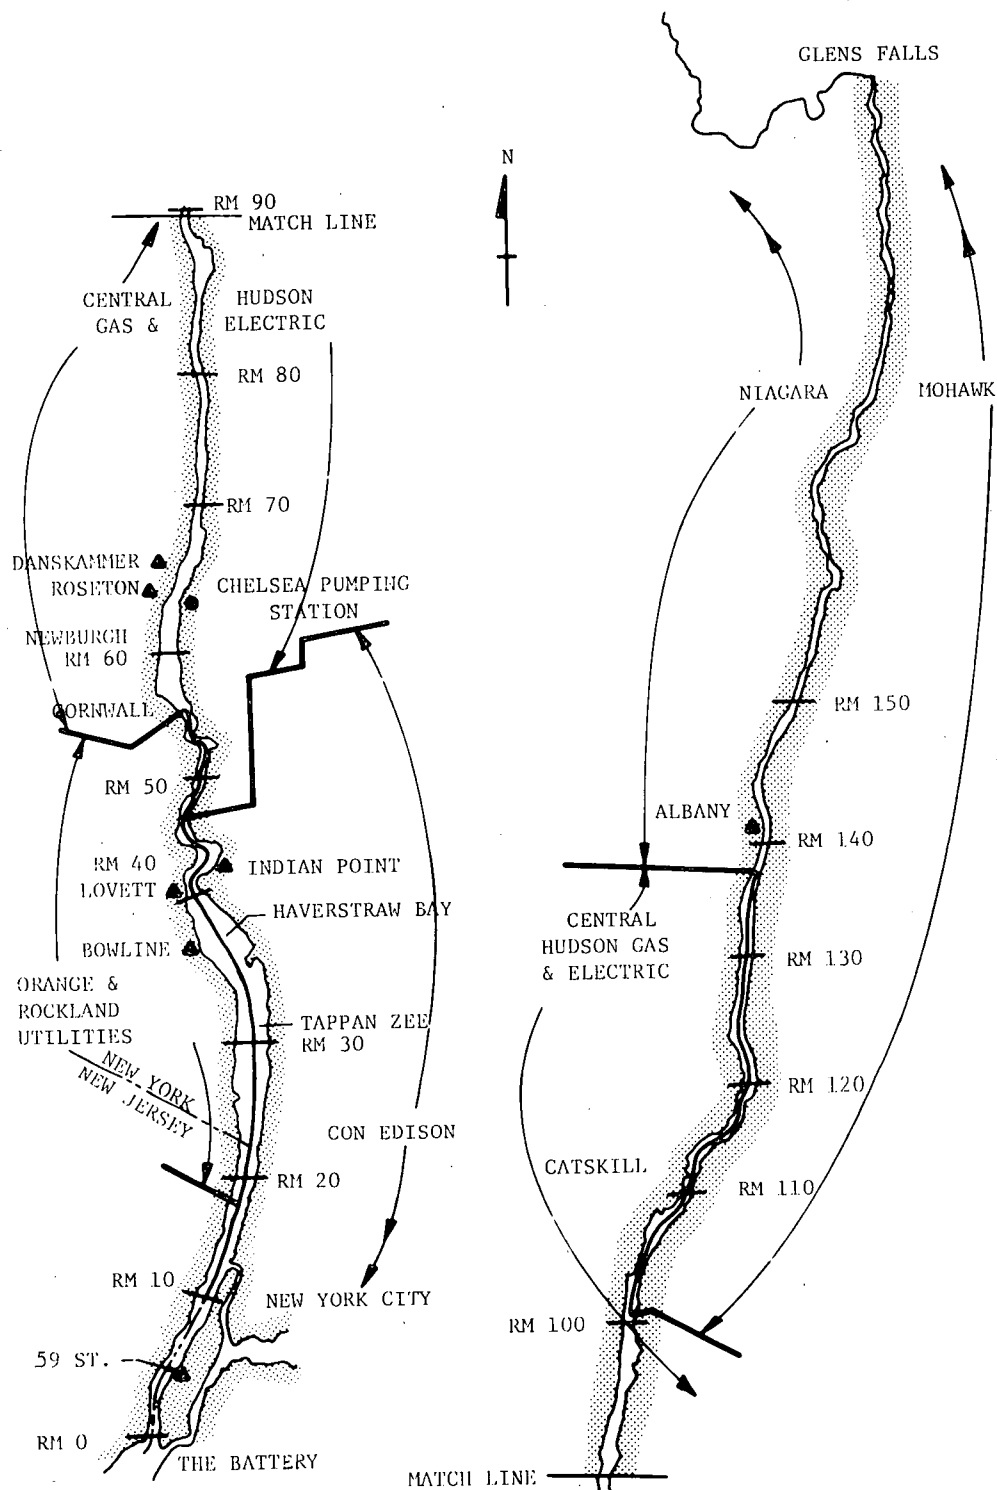 GLENS FALLS
N
RM 90
MATCH LINE
CENTRAL
GAS &
HUDSON
ELECTRIC
RM 80
NIAGARA
MOHAWK
RM 70
DANSKAMMER
ROSETON
CHELSEA PUMPING
STATION
NEWBURGH
RM 60
CORNWALL
RM 150
RM 50
ALBANY
RM 140
RM 40
LOVETT
INDIAN POINT
HAVERSTRAW BAY
CENTRAL
HUDSON GAS
& ELECTRIC
BOWLINE
RM 130
ORANGE &
ROCKLAND
UTILITIES
TAPPAN ZEE
RM 30
NEW YORK
NEW JERSEY
RM 120
CON EDISON
CATSKILL
RM 20
RM 110
RM 10
NEW YORK CITY
RM 100
59 ST.
RM 0
THE BATTERY
MATCH LINE